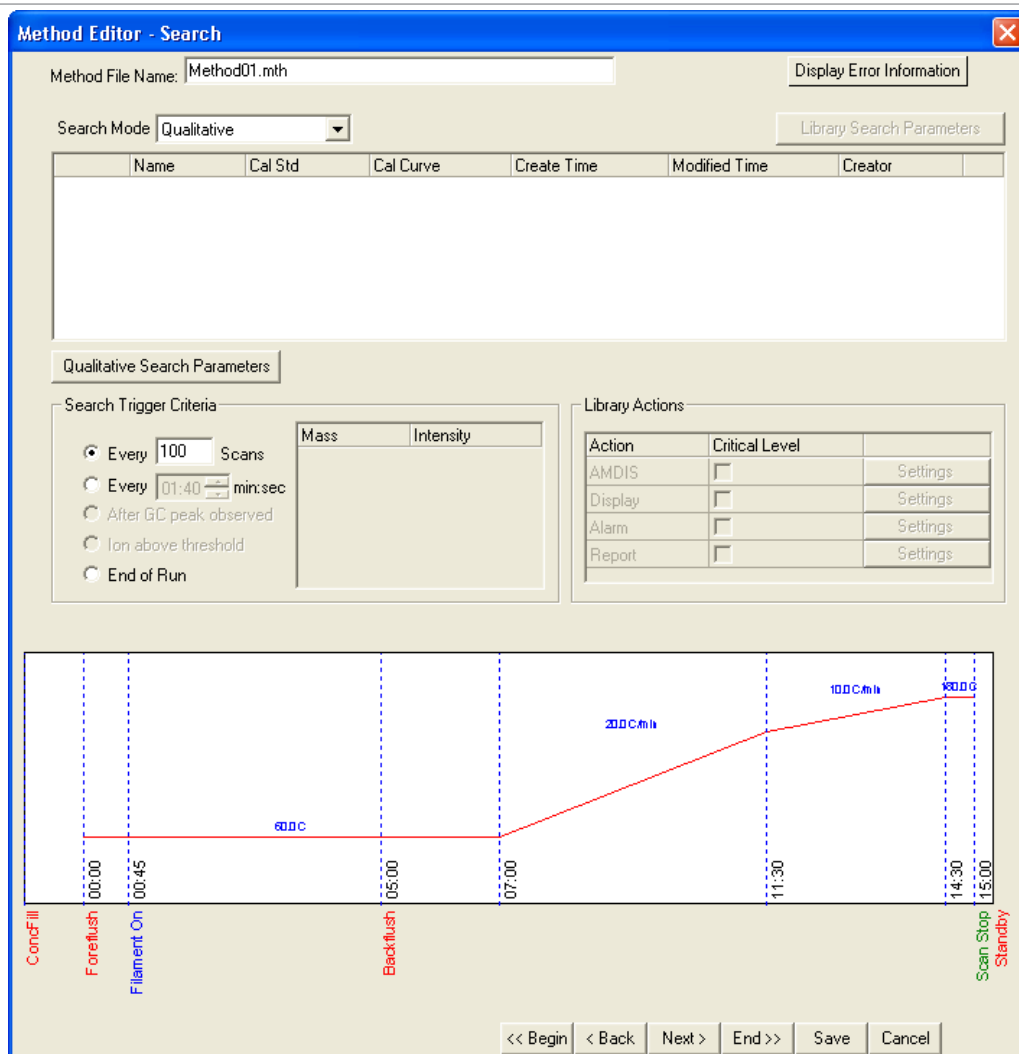 Method Editor - Search
Method File Name: Method01.mth
Display Error Information
Search Mode Qualitative
Library Search Parameters
Name Cal Std Cal Curve Create Time Modified Time Creator
Qualitative Search Parameters
Search Trigger Criteria
Every 100 Scans
Every 01:40 min:sec
After GC peak observed
Ion above threshold
End of Run
Mass Intensity
Library Actions
Action Critical Level
AMDIS Settings
Display Settings
Alarm Settings
Report Settings
60.0 C
20.0 C/min
10.0 C/min
180.0 C
00:00
00:45
05:00
07:00
11:30
14:30
15:00
ConcFill
Foreflush
Filament On
Backflush
Scan Stop
Standby
<< Begin
< Back
Next >
End >>
Save
Cancel